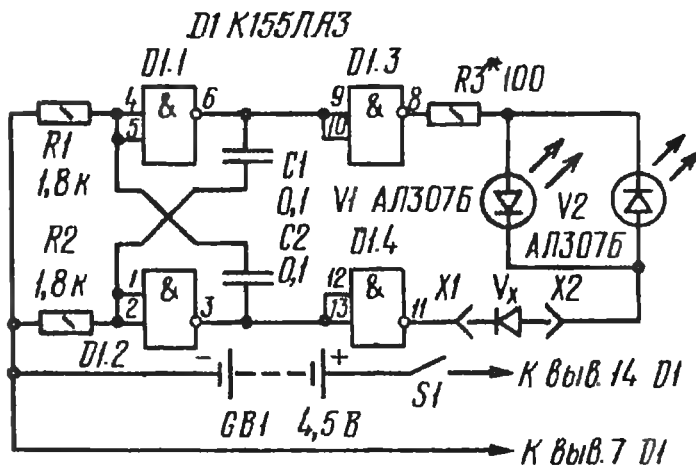 D1 К155ЛА3
D1.1
D1.3
R3* 100
4
5
&
6
9
10
&
8
R1
1,8 к
C1
0,1
V1 АЛ307Б
V2
АЛ307Б
R2
1,8 к
C2
0,1
D1.4
1
2
&
3
12
13
&
11
X1
Vx
X2
D1.2
-
+
S1
К выв. 14 D1
GB1
4,5 В
К выв. 7 D1